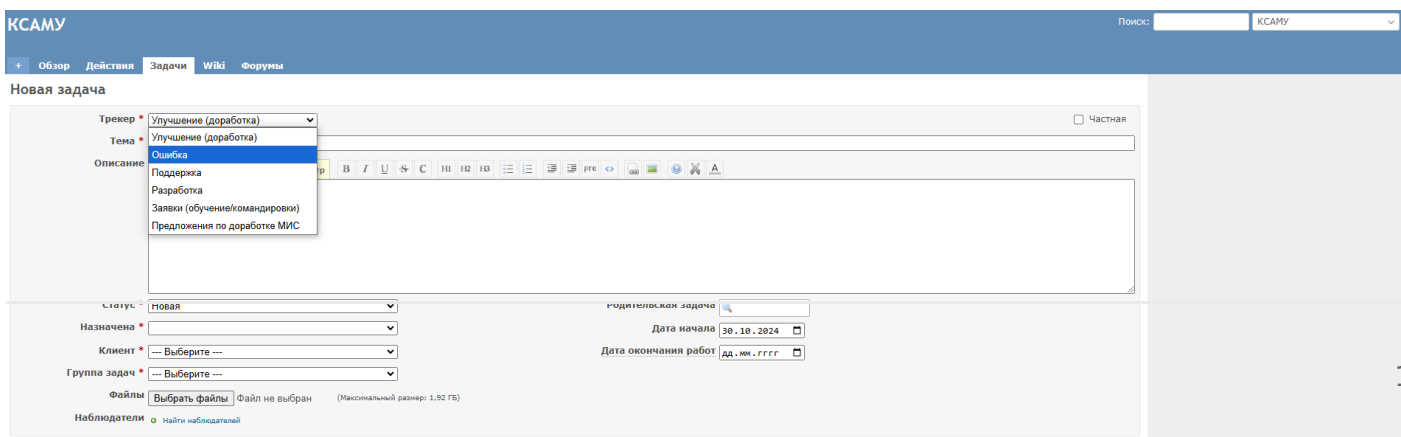 КСАМУ
Поиск: КСАМУ
+ Обзор Действия Задачи Wiki Форумы
Новая задача
Трекер * Улучшение (доработка) Частная
Улучшение (доработка)
Тема *
Ошибка
Описание
B I U S C H1 H2 H3 pre <> A
Поддержка
Разработка
Заявки (обучение/командировки)
Предложения по доработке МИС
Статус * Новая Родительская задача
Назначена * Дата начала 30.10.2024
Клиент * --- Выберите --- Дата окончания работ дд.мм.гггг
Группа задач * --- Выберите ---
Файлы Выбрать файлы Файл не выбран (Максимальный размер: 1,92 ГБ)
Наблюдатели Найти наблюдателей